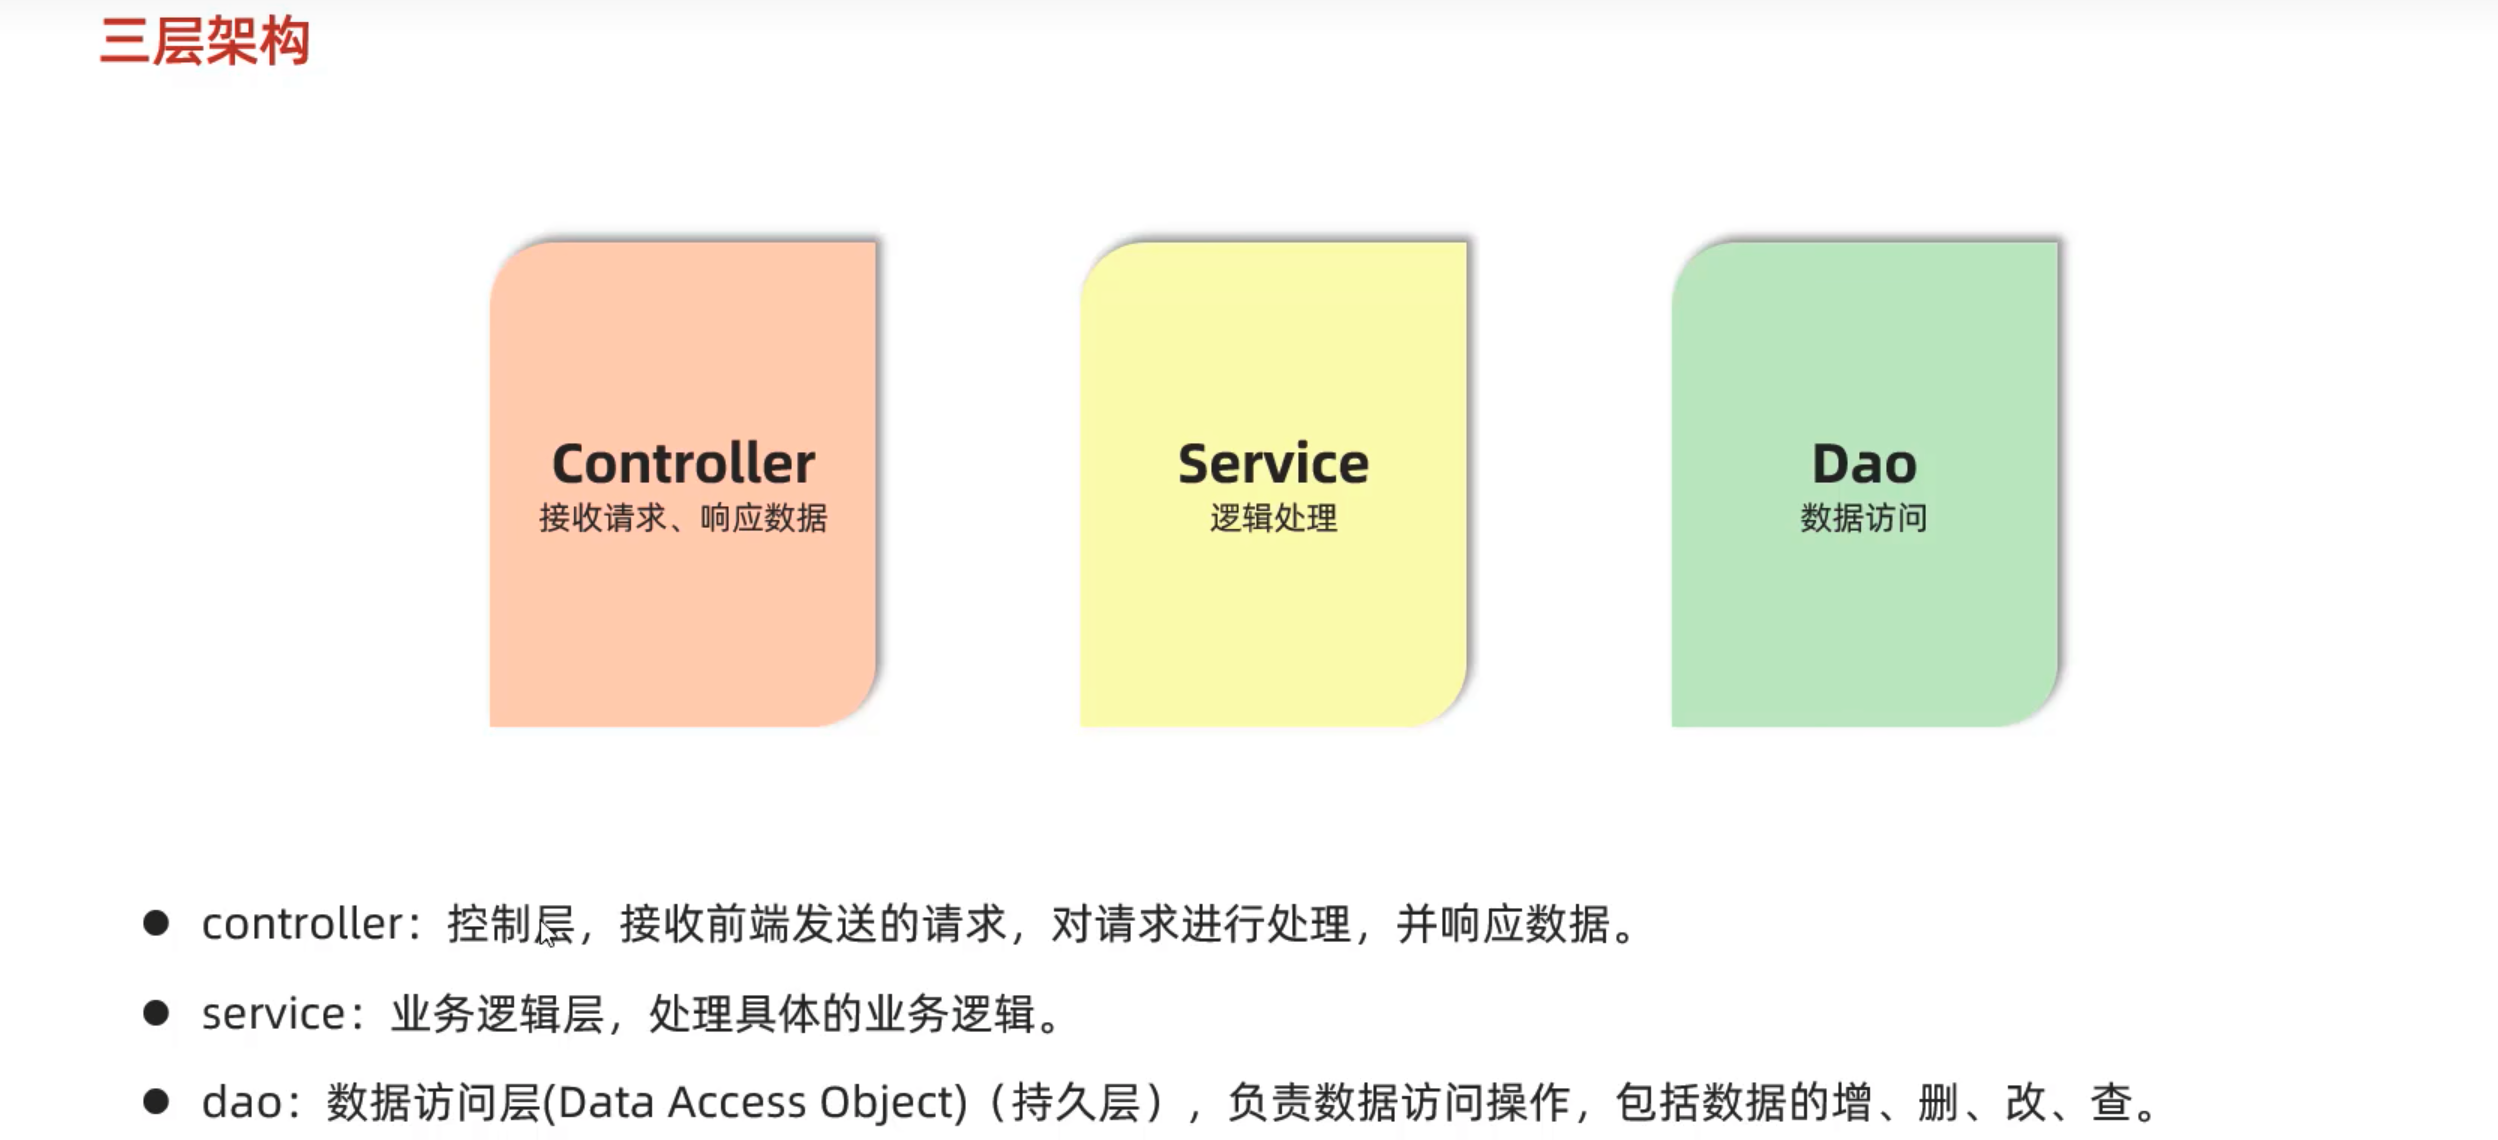 三层架构
Controller
接收请求、响应数据
Service
逻辑处理
Dao
数据访问
controller：控制层，接收前端发送的请求，对请求进行处理，并响应数据。
service：业务逻辑层，处理具体的业务逻辑。
dao：数据访问层(Data Access Object)（持久层），负责数据访问操作，包括数据的增、删、改、查。